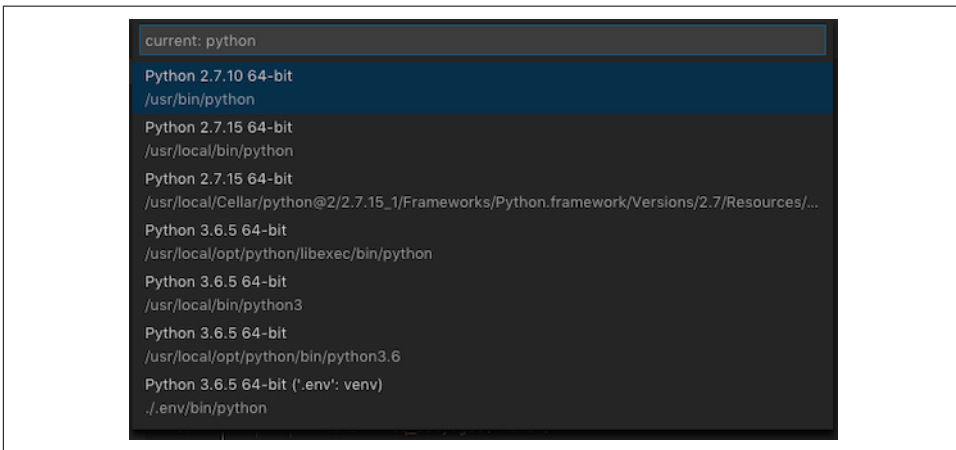 current: python
Python 2.7.10 64-bit
/usr/bin/python
Python 2.7.15 64-bit
/usr/local/bin/python
Python 2.7.15 64-bit
/usr/local/Cellar/python@2/2.7.15_1/Frameworks/Python.framework/Versions/2.7/Resources/...
Python 3.6.5 64-bit
/usr/local/opt/python/libexec/bin/python
Python 3.6.5 64-bit
/usr/local/bin/python3
Python 3.6.5 64-bit
/usr/local/opt/python/bin/python3.6
Python 3.6.5 64-bit ('.env': venv)
./.env/bin/python